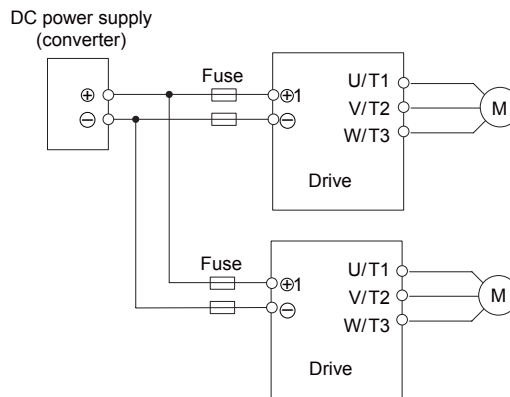 DC power supply
(converter)
⊕
⊖
Fuse
⊕1
⊖
U/T1
V/T2
W/T3
Drive
M
Fuse
⊕1
⊖
U/T1
V/T2
W/T3
Drive
M